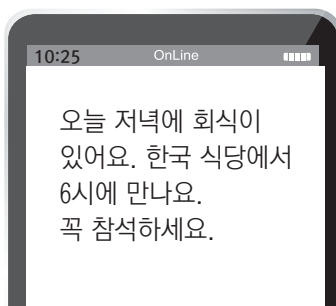 10:25 OnLine
오늘 저녁에 회식이
있어요. 한국 식당에서
6시에 만나요.
꼭 참석하세요.